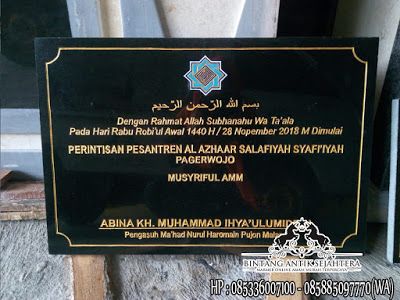 بسم الله الرحمن الرحيم
Dengan Rahmat Allah Subhanahu Wa Ta'ala
Pada Hari Rabu Robi'ul Awal 1440 H / 28 Nopember 2018 M Dimulai
PERINTISAN PESANTREN AL AZHAAR SALAFIYAH SYAFI'IYAH
PAGERWOJO
MUSYRIFUL AMM
ABINA KH. MUHAMMAD IHYA'ULUMID
Pengasuh Ma'had Nurul Haromain Pujon
BINTANG ANTIK SEJAHTERA
HP : 085336007100 - 085885097770 (WA)